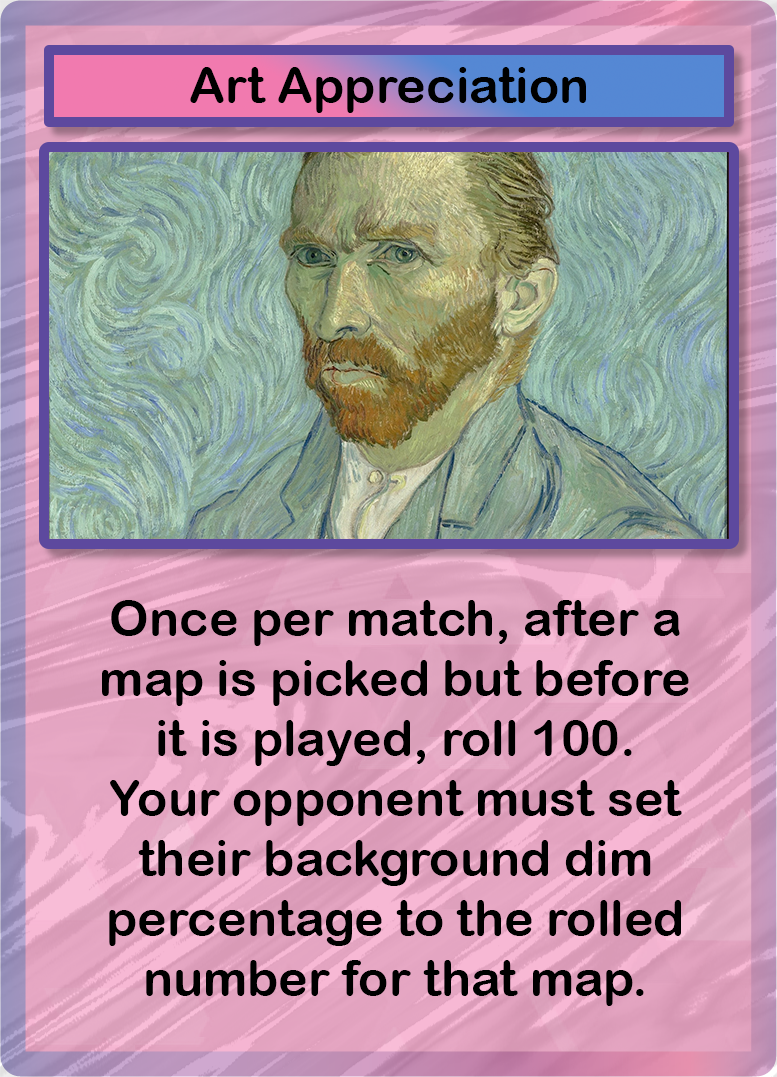 Art Appreciation
Once per match, after a
map is picked but before
it is played, roll 100.
Your opponent must set
their background dim
percentage to the rolled
number for that map.